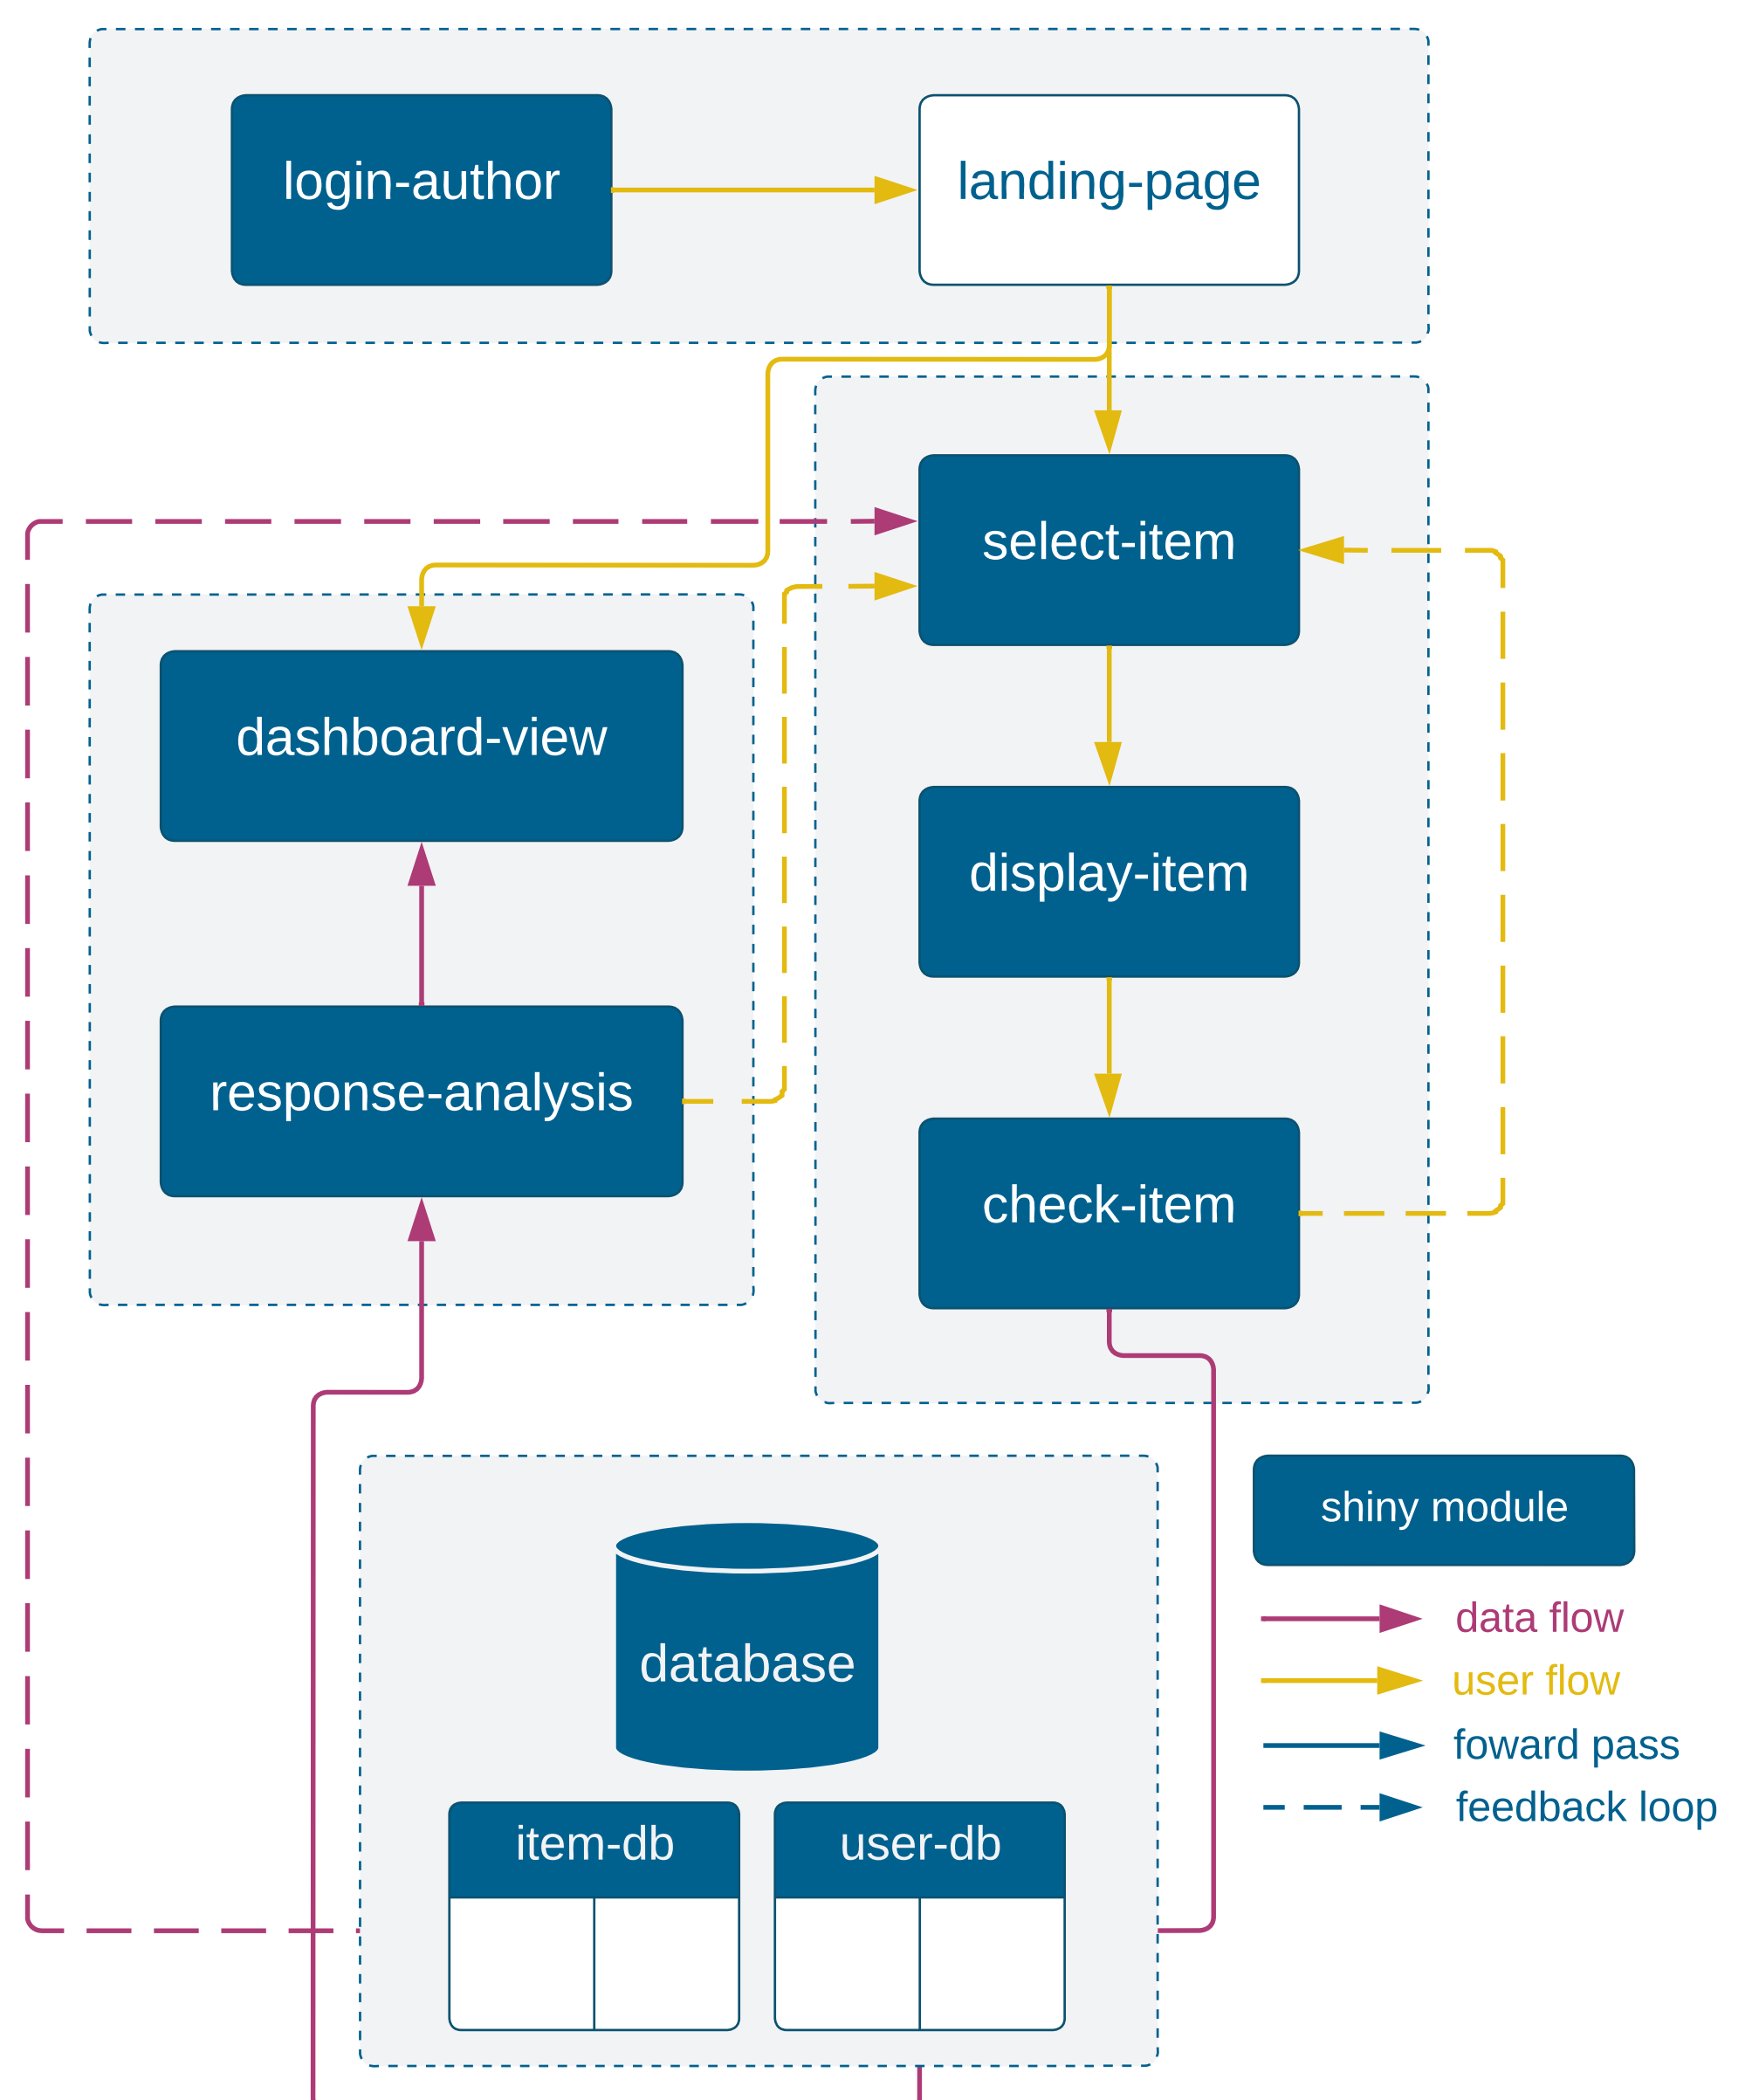 login-author
landing-page
select-item
dashboard-view
display-item
response-analysis
check-item
shiny module
data flow
user flow
foward pass
feedback loop
database
item-db
user-db